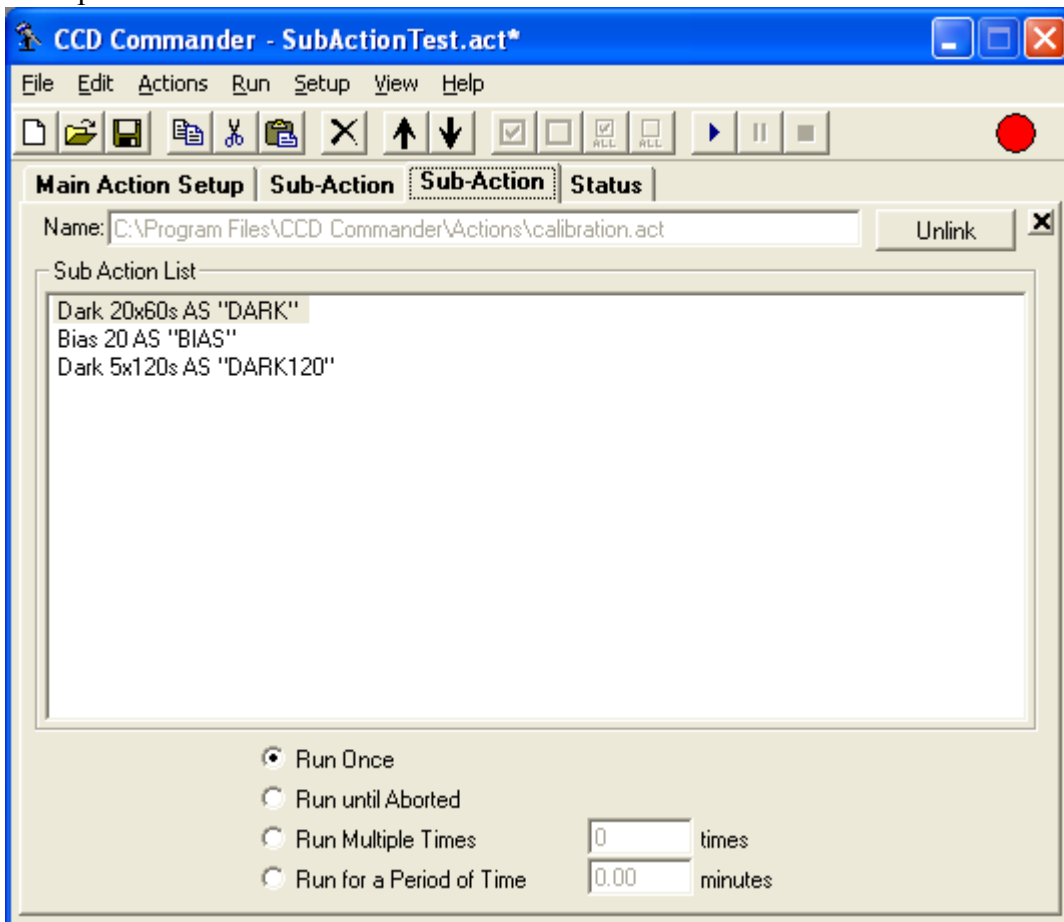 CCD Commander - SubActionTest.act*
File Edit Actions Run Setup View Help
ALL ALL
Main Action Setup Sub-Action Sub-Action Status
Name: C:\Program Files\CCD Commander\Actions\calibration.act Unlink
Sub Action List
Dark 20x60s AS "DARK"
Bias 20 AS "BIAS"
Dark 5x120s AS "DARK120"
Run Once
Run until Aborted
Run Multiple Times 0 times
Run for a Period of Time 0.00 minutes